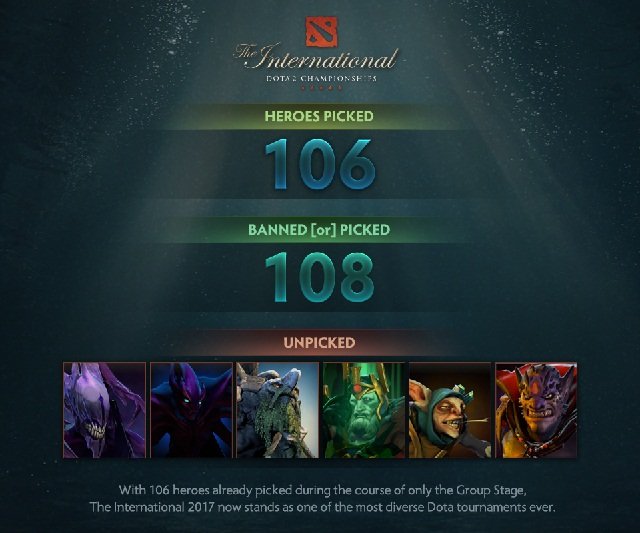 The International
DOTA 2 CHAMPIONSHIPS
HEROES PICKED
106
BANNED [or] PICKED
108
UNPICKED
With 106 heroes already picked during the course of only the Group Stage,
The International 2017 now stands as one of the most diverse Dota tournaments ever.